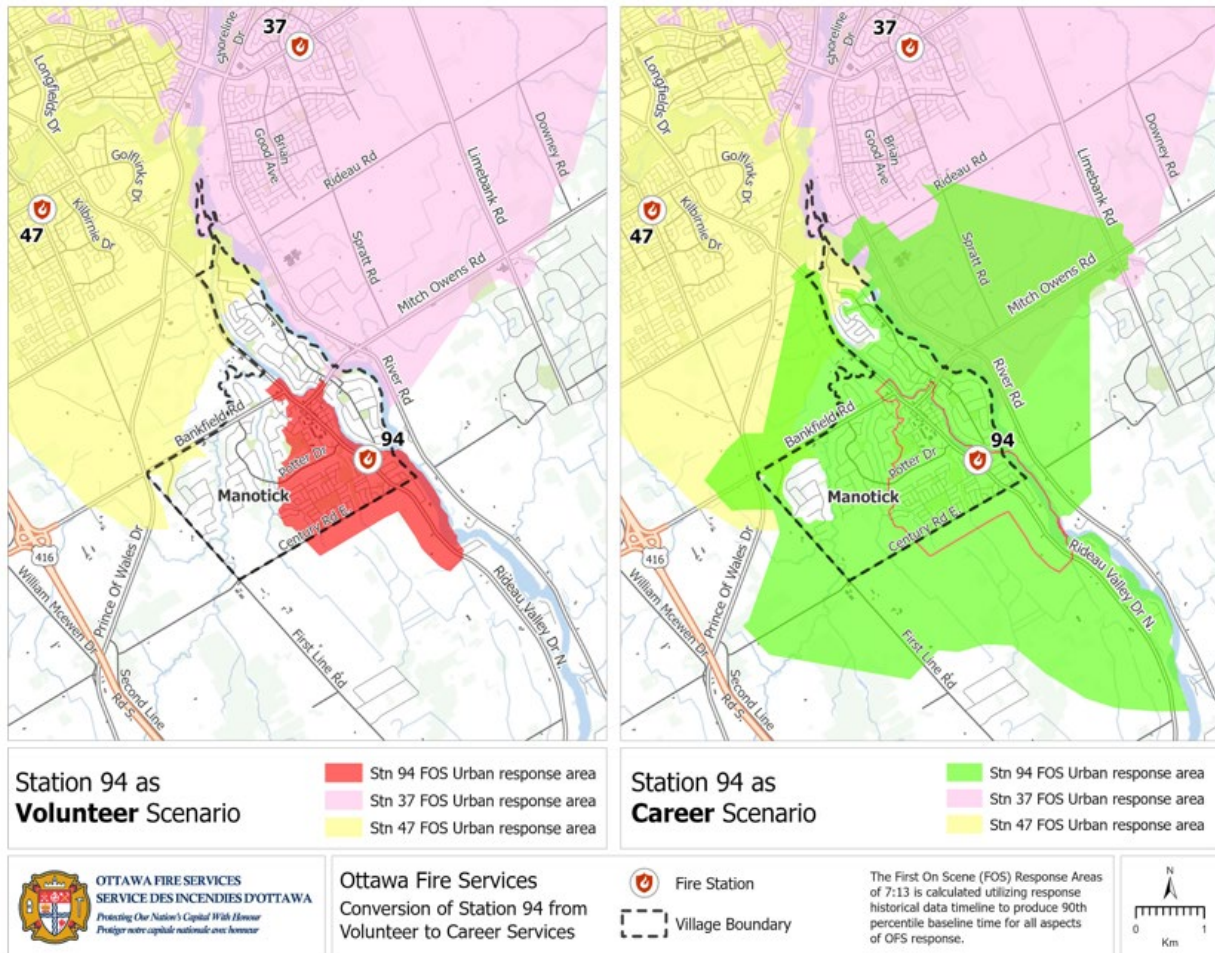 37
Shoreline
Dr
Longfields Dr
Golflinks Dr
Brian
Good Ave
Rideau Rd
Limebank Rd
Downey Rd
47
Kilbirnie Dr
Spratt Rd
Mitch Owens Rd
River Rd
Bankfield Rd
94
Potter Dr
Manotick
Century Rd E.
416
Prince Of Wales Dr
William Mcewen Dr
Rideau Valley Dr N.
First Line Rd
Second Line
Rd S.
37
Shoreline
Dr
Longfields Dr
Golflinks Dr
Brian
Good Ave
Rideau Rd
Limebank Rd
Downey Rd
47
Kilbirnie Dr
Spratt Rd
Mitch Owens Rd
River Rd
Bankfield Rd
94
Potter Dr
Manotick
Century Rd E.
416
Prince Of Wales Dr
William Mcewen Dr
Rideau Valley Dr N.
First Line Rd
Second Line
Rd S.
Station 94 as
Volunteer Scenario
Stn 94 FOS Urban response area
Stn 37 FOS Urban response area
Stn 47 FOS Urban response area
Station 94 as
Career Scenario
Stn 94 FOS Urban response area
Stn 37 FOS Urban response area
Stn 47 FOS Urban response area
OTTAWA FIRE SERVICES
SERVICE DES INCENDIES D'OTTAWA
Protecting Our Nation's Capital With Honour
Protéger notre capitale nationale avec honneur
Ottawa Fire Services
Conversion of Station 94 from
Volunteer to Career Services
Fire Station
Village Boundary
The First On Scene (FOS) Response Areas
of 7:13 is calculated utilizing response
historical data timeline to produce 90th
percentile baseline time for all aspects
of OFS response.
N
0 1
Km